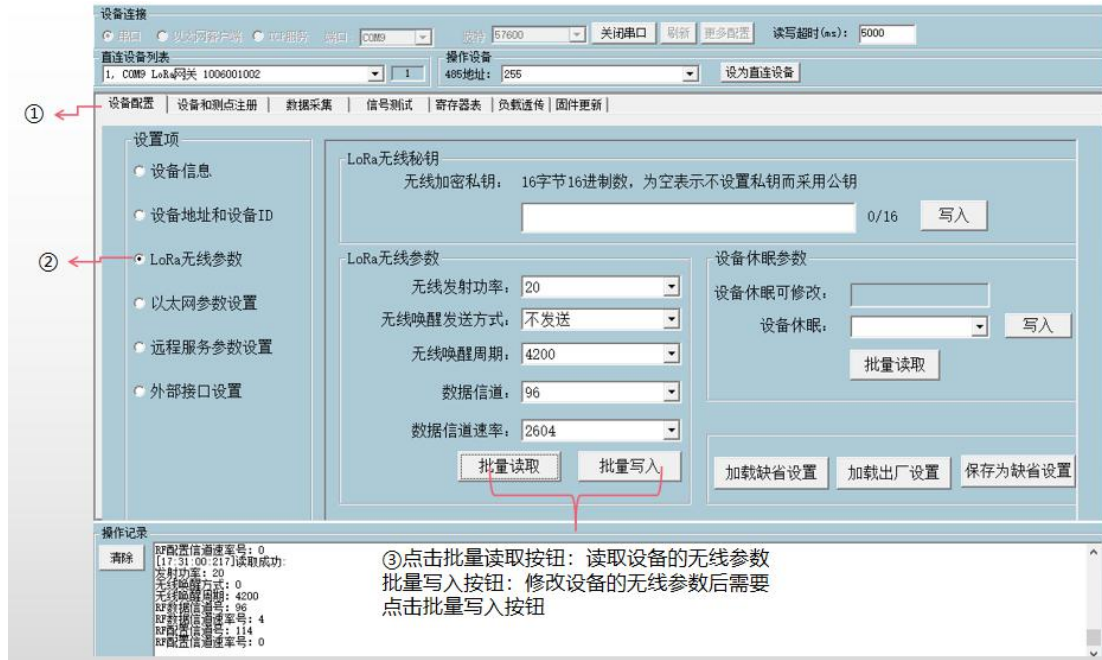 设备连接
串口 以太网客户端 TCP服务 端口 COM9 波特 57600 关闭串口 刷新 更多配置 读写超时(ms): 5000
直连设备列表 操作设备
1, COM9 LoRa网关 1006001002 1 485地址: 255 设为直连设备
① 设备配置 设备和测点注册 数据采集 信号测试 寄存器表 负载透传 固件更新
设置项
设备信息
设备地址和设备ID
② LoRa无线参数
以太网参数设置
远程服务参数设置
外部接口设置
LoRa无线秘钥
无线加密私钥: 16字节16进制数, 为空表示不设置私钥而采用公钥
0/16 写入
LoRa无线参数
无线发射功率: 20
无线唤醒发送方式: 不发送
无线唤醒周期: 4200
数据信道: 96
数据信道速率: 2604
批量读取 批量写入
设备休眠参数
设备休眠可修改:
设备休眠: 写入
批量读取
加载缺省设置 加载出厂设置 保存为缺省设置
操作记录
清除
RF配置信道速率号: 0
[17:31:00:217]读取成功:
发射功率: 20
无线唤醒方式: 0
无线唤醒周期: 4200
RF数据信道号: 96
RF数据信道速率号: 4
RF配置信道号: 114
RF配置信道速率号: 0
③点击批量读取按钮：读取设备的无线参数
批量写入按钮：修改设备的无线参数后需要
点击批量写入按钮